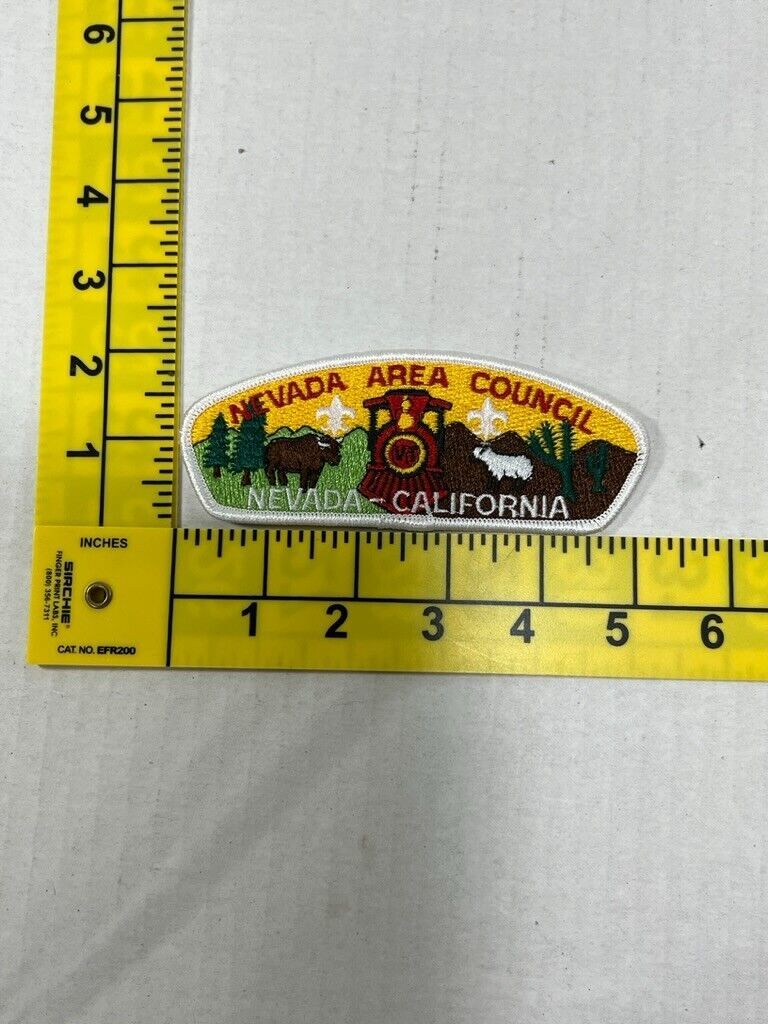 6
5
4
3
2
1
NEVADA AREA COUNCIL
V&T
NEVADA - CALIFORNIA
INCHES
SIRCHIE®
FINGER PRINT LABS, INC
(800) 356-7311
CAT. NO. EFR200
1 2 3 4 5 6